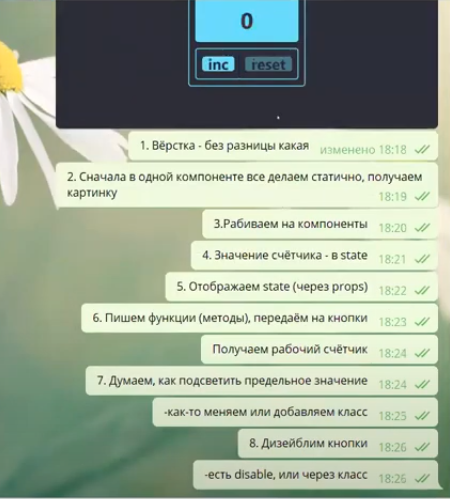 0
inc reset
1. Вёрстка - без разницы какая изменено 18:18
2. Сначала в одной компоненте все делаем статично, получаем
картинку 18:19
3.Рабиваем на компоненты 18:20
4. Значение счётчика - в state 18:21
5. Отображаем state (через props) 18:22
6. Пишем функции (методы), передаём на кнопки 18:23
Получаем рабочий счётчик 18:24
7. Думаем, как подсветить предельное значение 18:24
-как-то меняем или добавляем класс 18:25
8. Дизейблим кнопки 18:26
-есть disable, или через класс 18:26